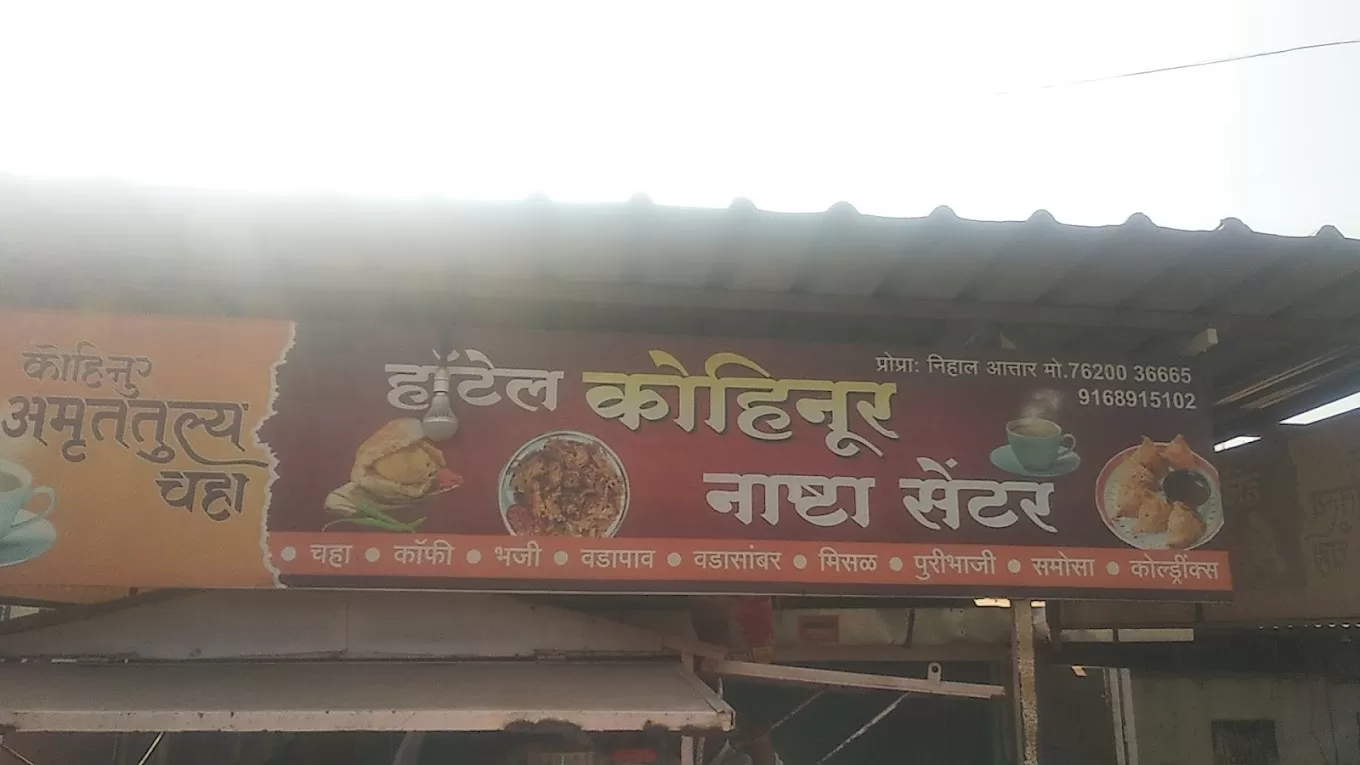 कोहिनुर
अमृततुल्य
चहा
हॉटेल कोहिनूर
नाष्टा सेंटर
प्रोप्रा: निहाल आत्तार मो.76200 36665
9168915102
• चहा • कॉफी • भजी • वडापाव • वडासांबर • मिसळ • पुरीभाजी • समोसा • कोल्ड्रींक्स